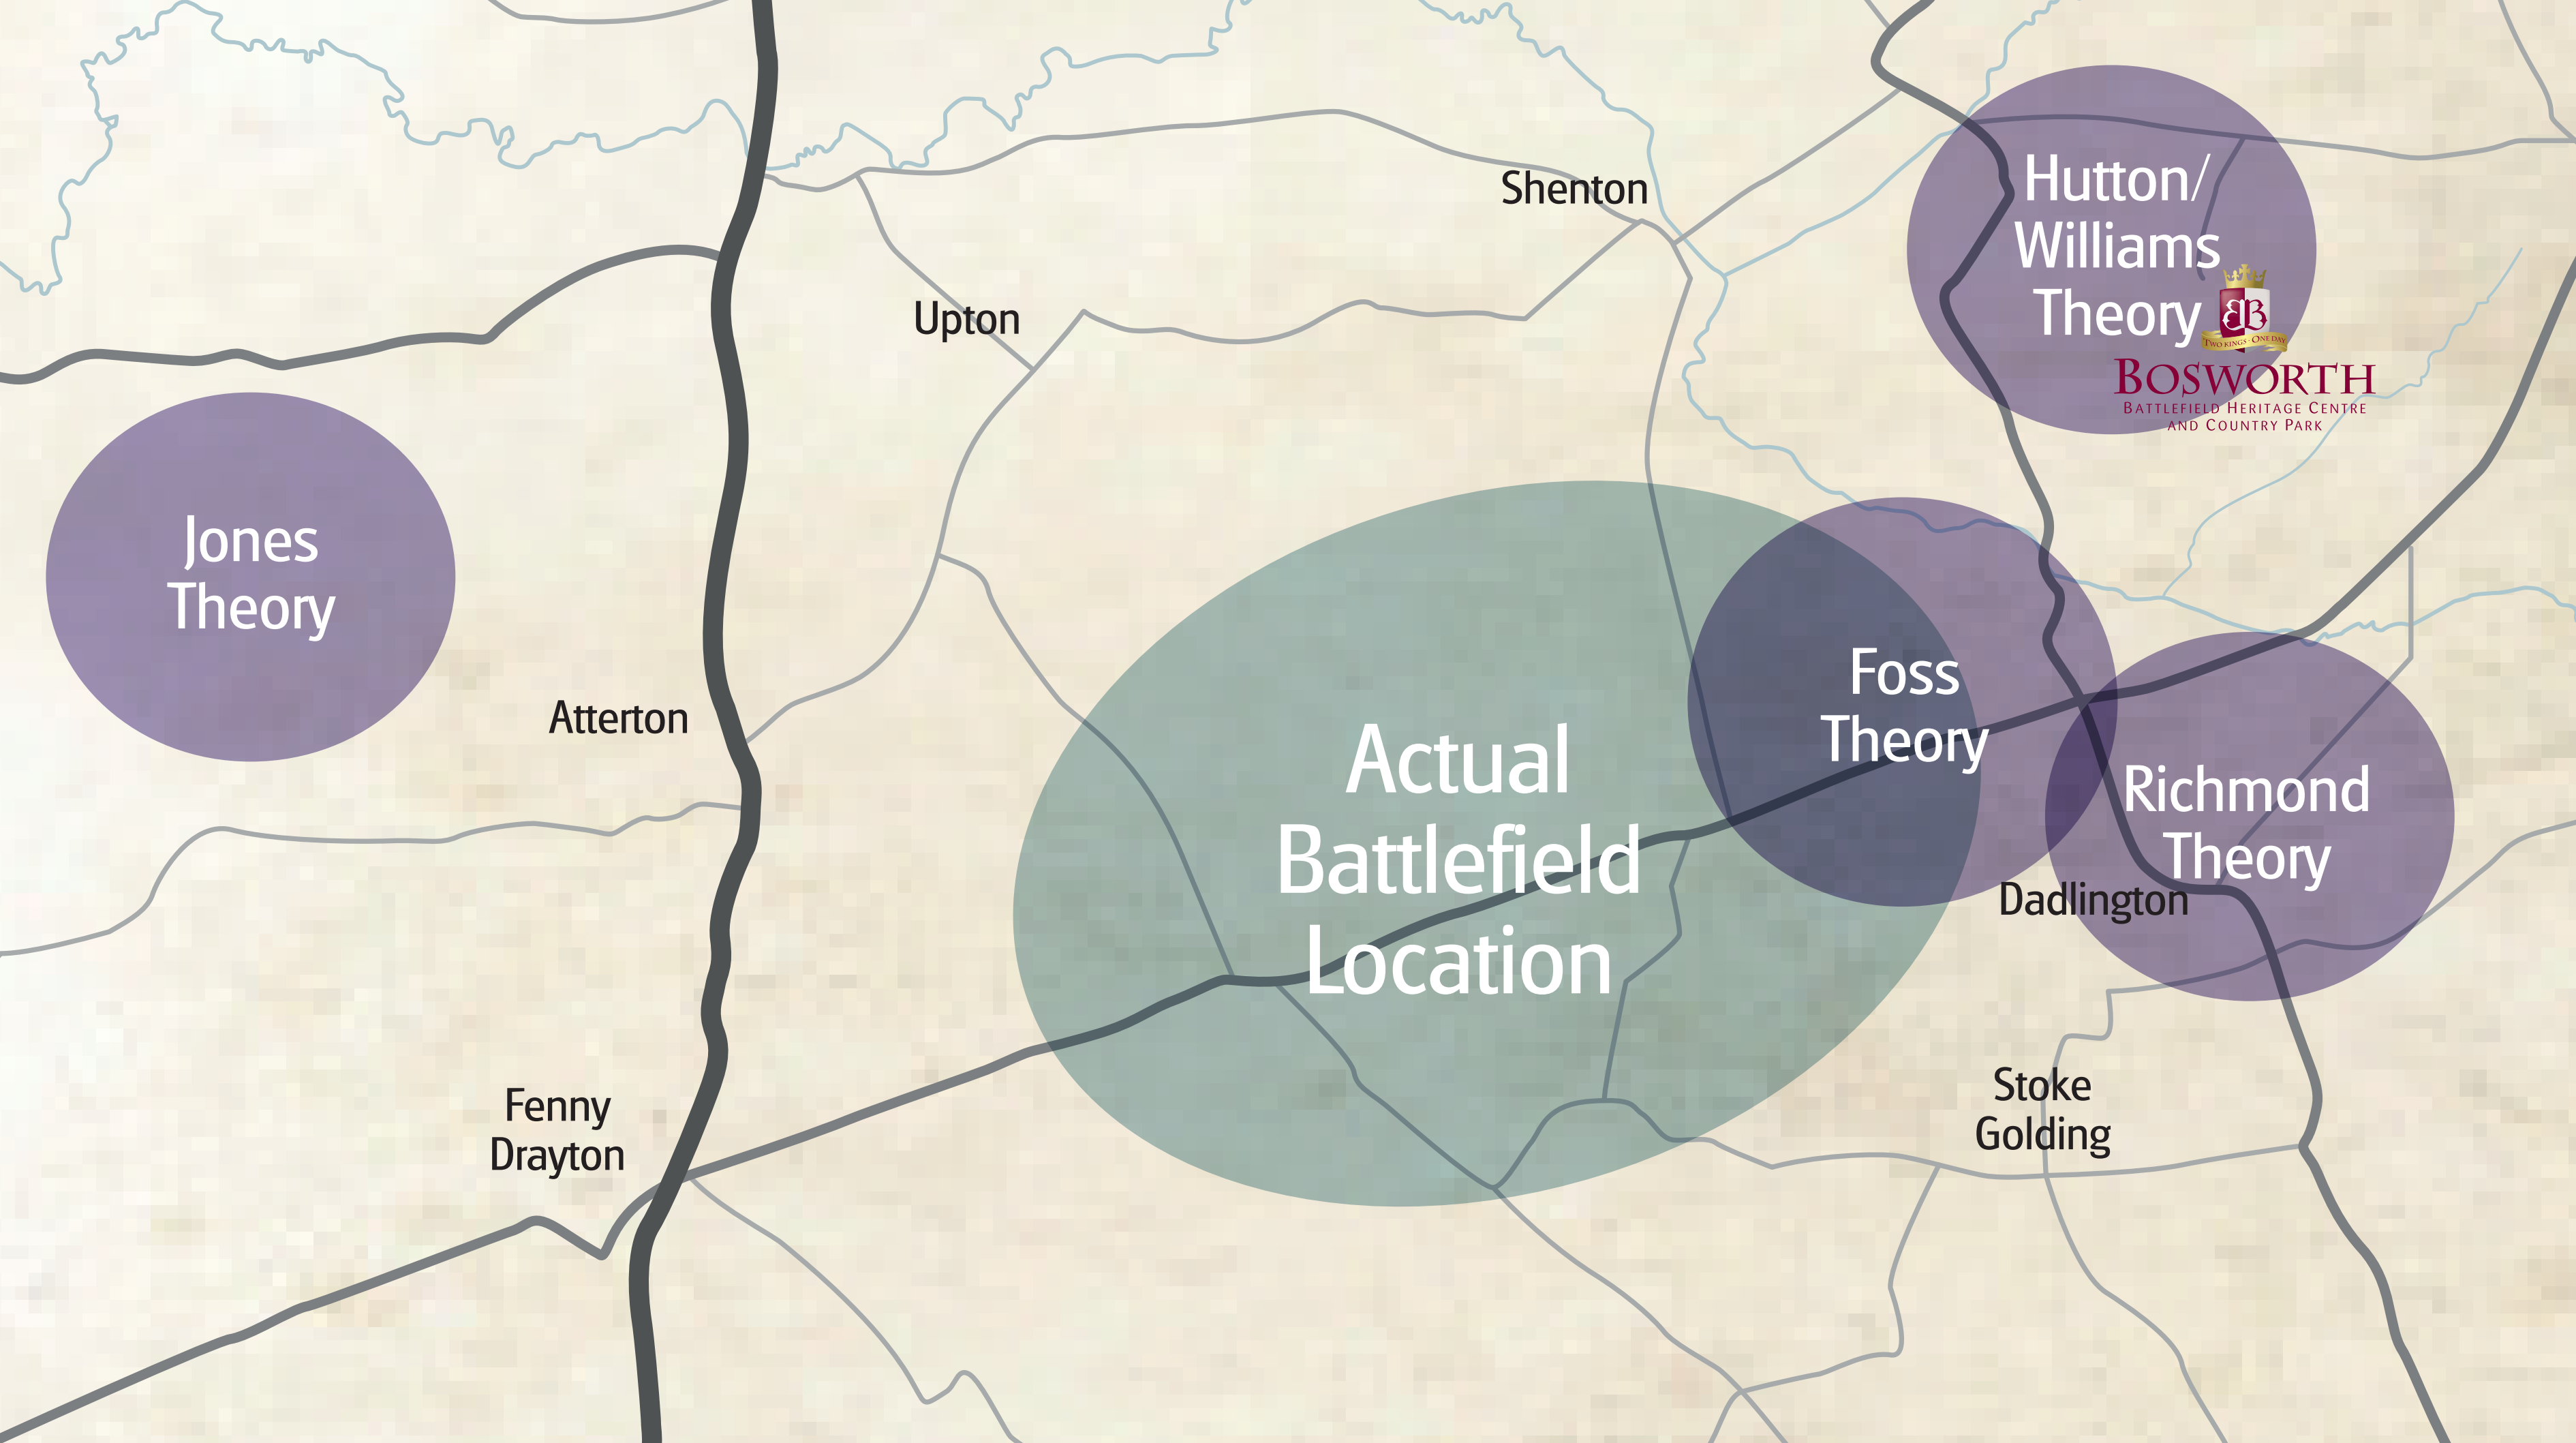 Shenton
Hutton/
Williams
Theory
TWO KINGS - ONE DAY
BOSWORTH
BATTLEFIELD HERITAGE CENTRE
AND COUNTRY PARK
Upton
Jones
Theory
Atterton
Foss
Theory
Actual
Battlefield
Location
Richmond
Theory
Dadlington
Fenny
Drayton
Stoke
Golding